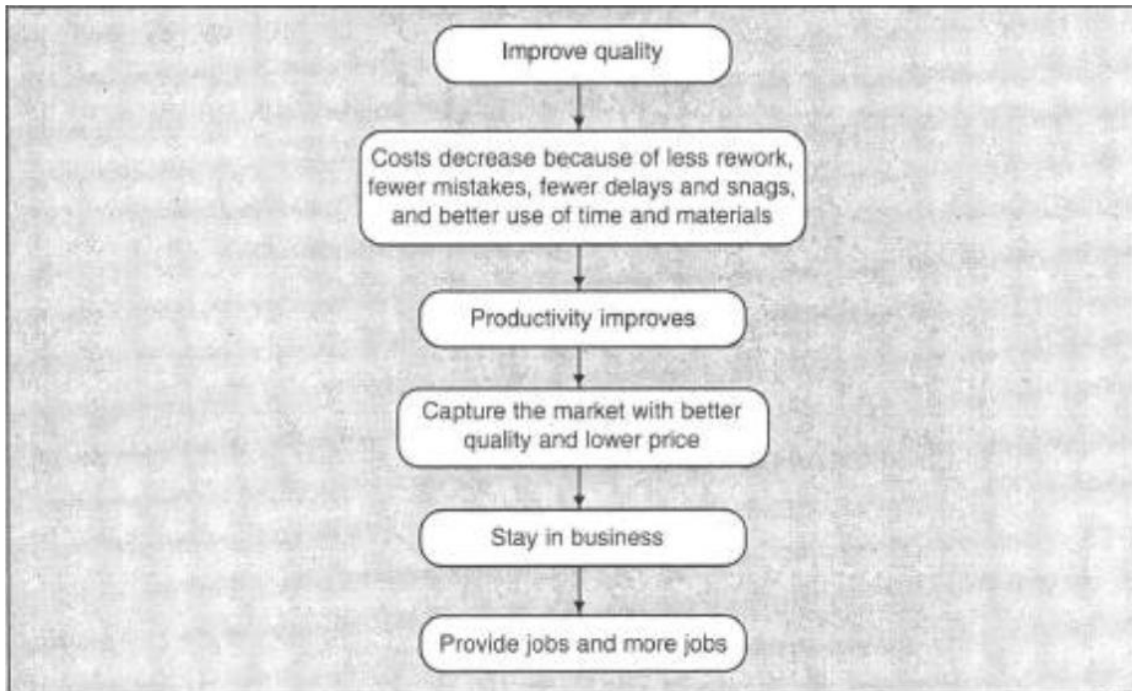 Improve quality
Costs decrease because of less rework,
fewer mistakes, fewer delays and snags,
and better use of time and materials
Productivity improves
Capture the market with better
quality and lower price
Stay in business
Provide jobs and more jobs